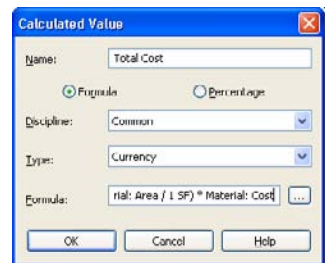 Calculated Value
Name: Total Cost
Formula Percentage
Discipline: Common
Type: Currency
Formula: rial: Area / 1 SF) * Material: Cost ...
OK Cancel Help